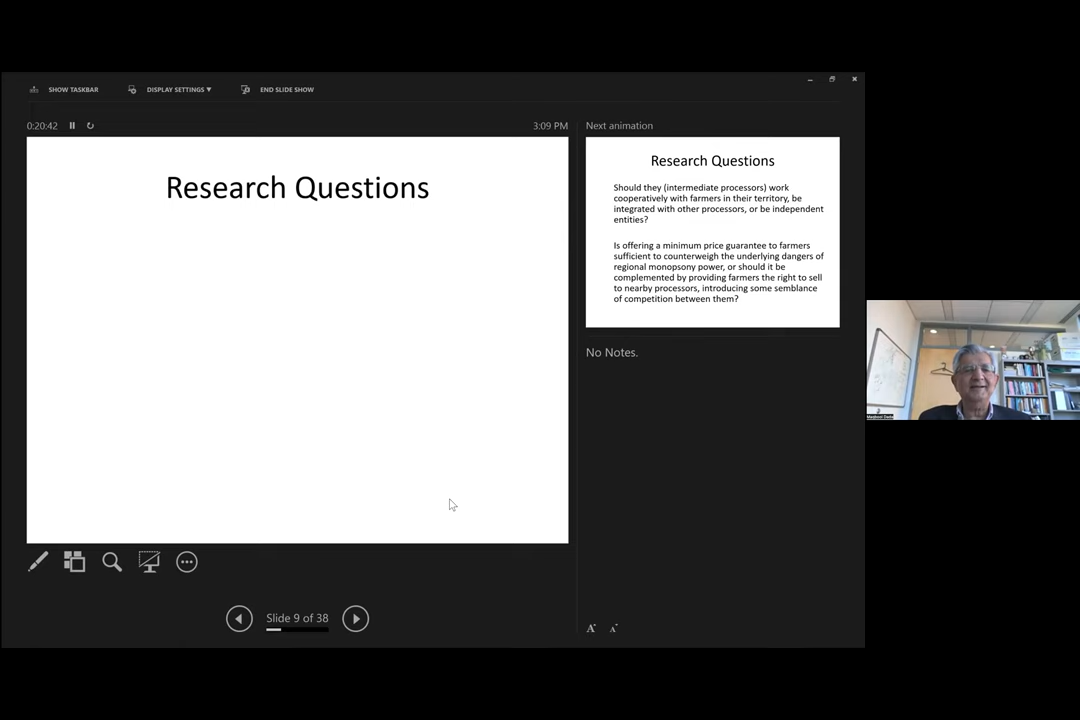 SHOW TASKBAR
DISPLAY SETTINGS ▼
END SLIDE SHOW
0:20:42
3:09 PM
Next animation
Research Questions
Research Questions
Should they (intermediate processors) work
cooperatively with farmers in their territory, be
integrated with other processors, or be independent
entities?
Is offering a minimum price guarantee to farmers
sufficient to counterweigh the underlying dangers of
regional monopsony power, or should it be
complemented by providing farmers the right to sell
to nearby processors, introducing some semblance
of competition between them?
No Notes.
Slide 9 of 38
A A